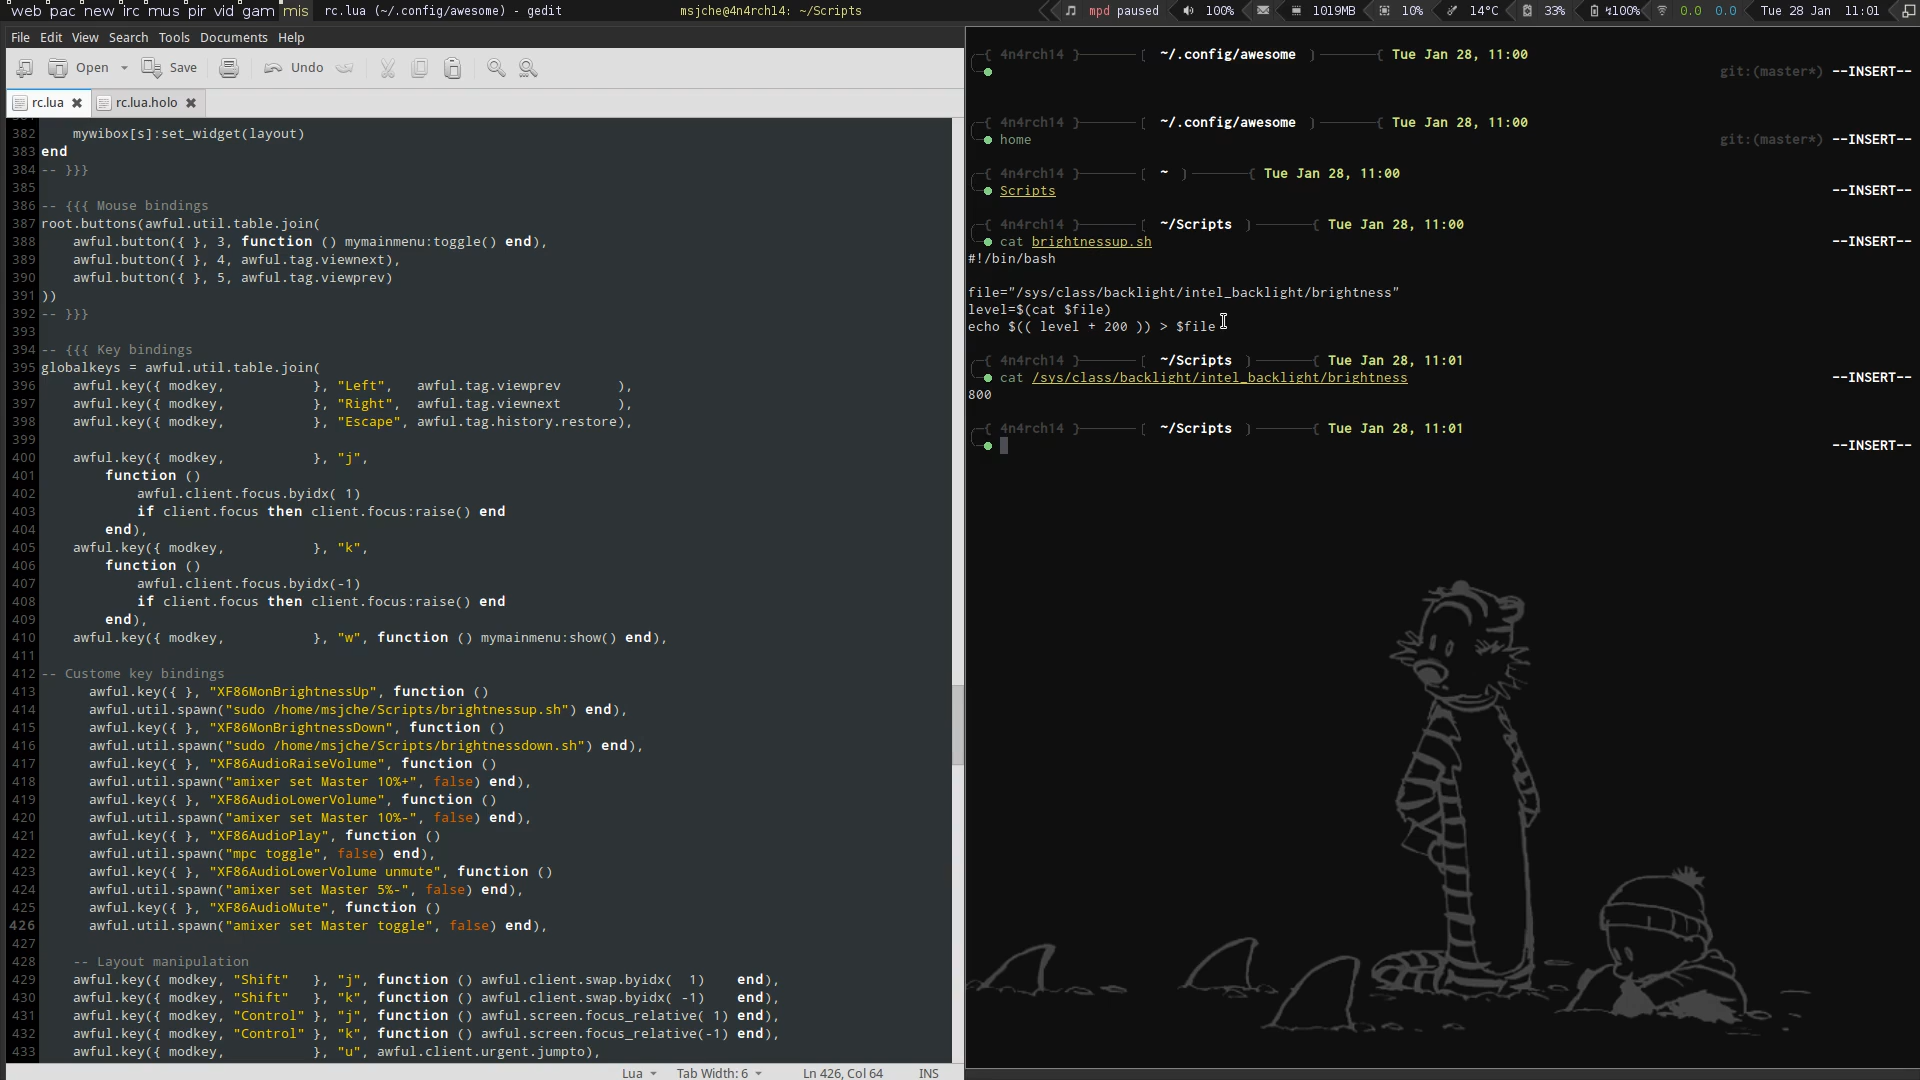 web pac new irc mus pir vid gam mis rc.lua (~/.config/awesome) - gedit msjche@4n4rch14: ~/Scripts mpd paused 100% 1019MB 10% 14°C 33% 100% 0.0 0.0 Tue 28 Jan 11:01
File Edit View Search Tools Documents Help
Open Save Undo
rc.lua rc.lua.holo
382 mywibox[s]:set_widget(layout)
383 end
384 -- }}}
385
386 -- {{{ Mouse bindings
387 root.buttons(awful.util.table.join(
388 awful.button({ }, 3, function () mymainmenu:toggle() end),
389 awful.button({ }, 4, awful.tag.viewnext),
390 awful.button({ }, 5, awful.tag.viewprev)
391 ))
392 -- }}}
393
394 -- {{{ Key bindings
395 globalkeys = awful.util.table.join(
396 awful.key({ modkey, }, "Left", awful.tag.viewprev ),
397 awful.key({ modkey, }, "Right", awful.tag.viewnext ),
398 awful.key({ modkey, }, "Escape", awful.tag.history.restore),
399
400 awful.key({ modkey, }, "j",
401 function ()
402 awful.client.focus.byidx( 1)
403 if client.focus then client.focus:raise() end
404 end),
405 awful.key({ modkey, }, "k",
406 function ()
407 awful.client.focus.byidx(-1)
408 if client.focus then client.focus:raise() end
409 end),
410 awful.key({ modkey, }, "w", function () mymainmenu:show() end),
411
412 -- Custome key bindings
413 awful.key({ }, "XF86MonBrightnessUp", function ()
414 awful.util.spawn("sudo /home/msjche/Scripts/brightnessup.sh") end),
415 awful.key({ }, "XF86MonBrightnessDown", function ()
416 awful.util.spawn("sudo /home/msjche/Scripts/brightnessdown.sh") end),
417 awful.key({ }, "XF86AudioRaiseVolume", function ()
418 awful.util.spawn("amixer set Master 10%+", false) end),
419 awful.key({ }, "XF86AudioLowerVolume", function ()
420 awful.util.spawn("amixer set Master 10%-", false) end),
421 awful.key({ }, "XF86AudioPlay", function ()
422 awful.util.spawn("mpc toggle", false) end),
423 awful.key({ }, "XF86AudioLowerVolume unmute", function ()
424 awful.util.spawn("amixer set Master 5%-", false) end),
425 awful.key({ }, "XF86AudioMute", function ()
426 awful.util.spawn("amixer set Master toggle", false) end),
427
428 -- Layout manipulation
429 awful.key({ modkey, "Shift" }, "j", function () awful.client.swap.byidx( 1) end),
430 awful.key({ modkey, "Shift" }, "k", function () awful.client.swap.byidx( -1) end),
431 awful.key({ modkey, "Control" }, "j", function () awful.screen.focus_relative( 1) end),
432 awful.key({ modkey, "Control" }, "k", function () awful.screen.focus_relative(-1) end),
433 awful.key({ modkey, }, "u", awful.client.urgent.jumpto),
Lua Tab Width: 6 Ln 426, Col 64 INS
{ 4n4rch14 } [ ~/.config/awesome ] { Tue Jan 28, 11:00
git:(master*) --INSERT--
{ 4n4rch14 } [ ~/.config/awesome ] { Tue Jan 28, 11:00
home git:(master*) --INSERT--
{ 4n4rch14 } [ ~ ] { Tue Jan 28, 11:00
Scripts --INSERT--
{ 4n4rch14 } [ ~/Scripts ] { Tue Jan 28, 11:00
cat brightnessup.sh --INSERT--
#!/bin/bash
file="/sys/class/backlight/intel_backlight/brightness"
level=$(cat $file)
echo $(( level + 200 )) > $file
{ 4n4rch14 } [ ~/Scripts ] { Tue Jan 28, 11:01
cat /sys/class/backlight/intel_backlight/brightness --INSERT--
800
{ 4n4rch14 } [ ~/Scripts ] { Tue Jan 28, 11:01
--INSERT--